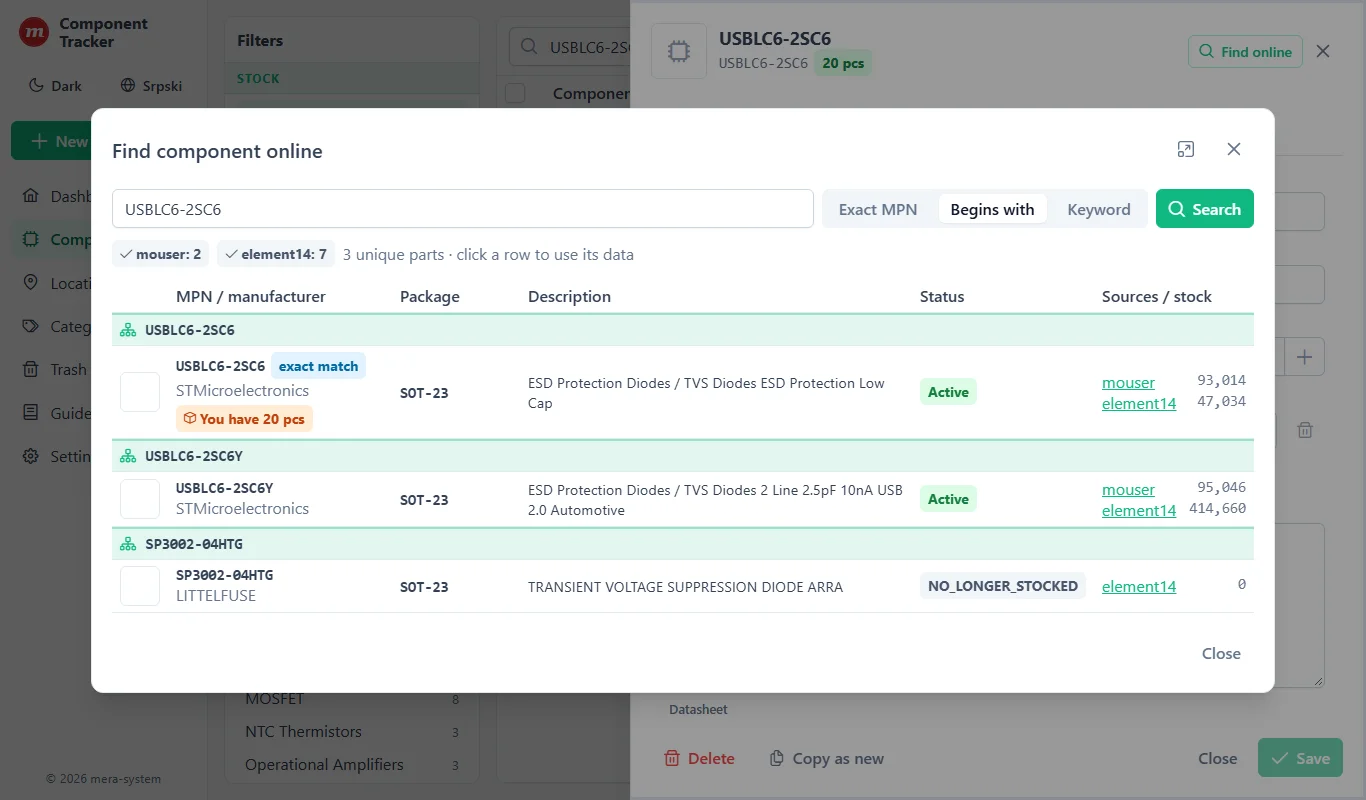 Component
Tracker
Dark
Srpski
New
Dashb
Comp
Locati
Categ
Trash
Guide
Settin
© 2026 mera-system
Filters
STOCK
MOSFET 8
NTC Thermistors 3
Operational Amplifiers 3
USBLC6-2S
Componen
USBLC6-2SC6
USBLC6-2SC6 20 pcs
Find online
Find component online
USBLC6-2SC6
Exact MPN Begins with Keyword Search
mouser: 2 element14: 7 3 unique parts · click a row to use its data
MPN / manufacturer Package Description Status Sources / stock
USBLC6-2SC6
USBLC6-2SC6 exact match
STMicroelectronics
You have 20 pcs
SOT-23
ESD Protection Diodes / TVS Diodes ESD Protection Low
Cap
Active
mouser 93,014
element14 47,034
USBLC6-2SC6Y
USBLC6-2SC6Y
STMicroelectronics
SOT-23
ESD Protection Diodes / TVS Diodes 2 Line 2.5pF 10nA USB
2.0 Automotive
Active
mouser 95,046
element14 414,660
SP3002-04HTG
SP3002-04HTG
LITTELFUSE
SOT-23
TRANSIENT VOLTAGE SUPPRESSION DIODE ARRA
NO_LONGER_STOCKED
element14 0
Close
Datasheet
Delete Copy as new Close Save